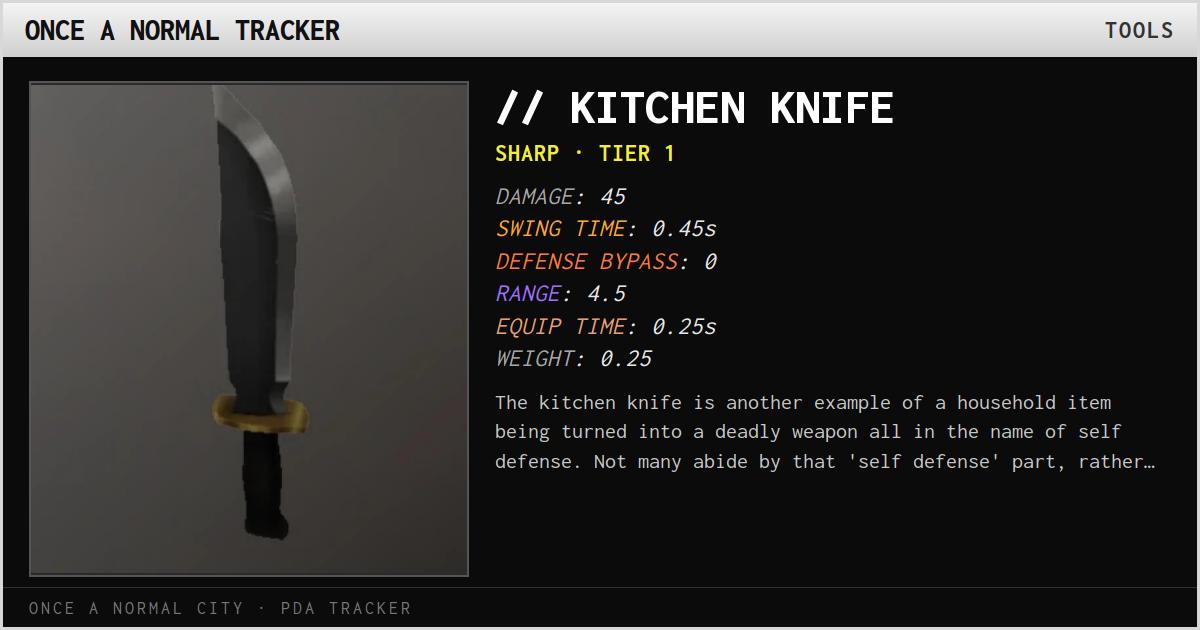 ONCE A NORMAL TRACKER
TOOLS
// KITCHEN KNIFE
SHARP · TIER 1
DAMAGE: 45
SWING TIME: 0.45s
DEFENSE BYPASS: 0
RANGE: 4.5
EQUIP TIME: 0.25s
WEIGHT: 0.25
The kitchen knife is another example of a household item
being turned into a deadly weapon all in the name of self
defense. Not many abide by that 'self defense' part, rather…
ONCE A NORMAL CITY · PDA TRACKER